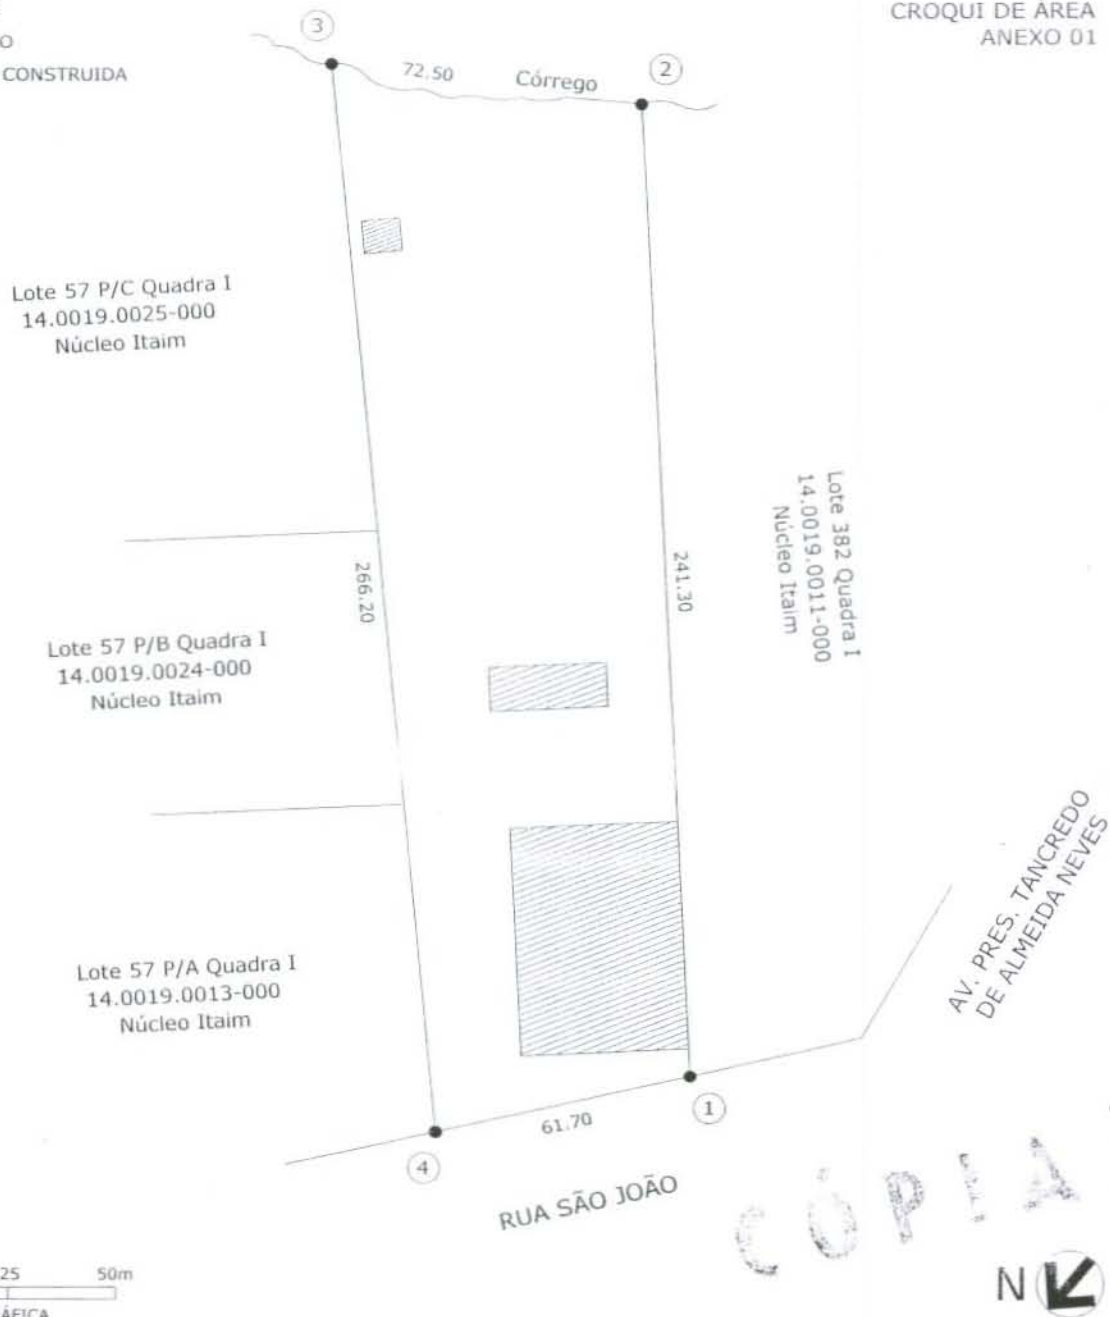 CROQUI DE ÁREA
ANEXO 01
O
CONSTRUIDA
3
72.50
Córrego
2
Lote 57 P/C Quadra I
14.0019.0025-000
Núcleo Itaim
266.20
241.30
Lote 382 Quadra I
14.0019.0011-000
Núcleo Itaim
Lote 57 P/B Quadra I
14.0019.0024-000
Núcleo Itaim
AV. PRES. TANCREDO
DE ALMEIDA NEVES
Lote 57 P/A Quadra I
14.0019.0013-000
Núcleo Itaim
61.70
1
4
RUA SÃO JOÃO
CÓPIA
25 50m
ÁFICA
N